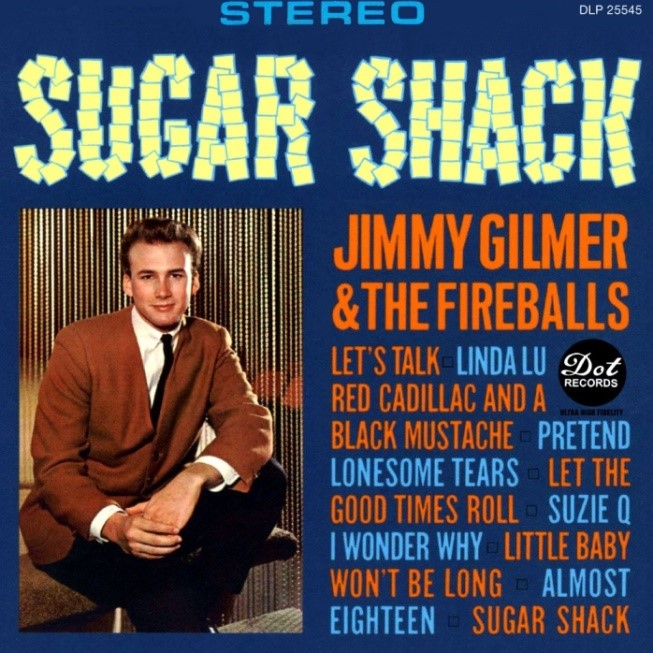 STEREO
DLP 25545
SUGAR SHACK
JIMMY GILMER
& THE FIREBALLS
LET'S TALK LINDA LU
RED CADILLAC AND A
BLACK MUSTACHE PRETEND
LONESOME TEARS LET THE
GOOD TIMES ROLL SUZIE Q
I WONDER WHY LITTLE BABY
WON'T BE LONG ALMOST
EIGHTEEN SUGAR SHACK
Dot
RECORDS
ULTRA HIGH FIDELITY